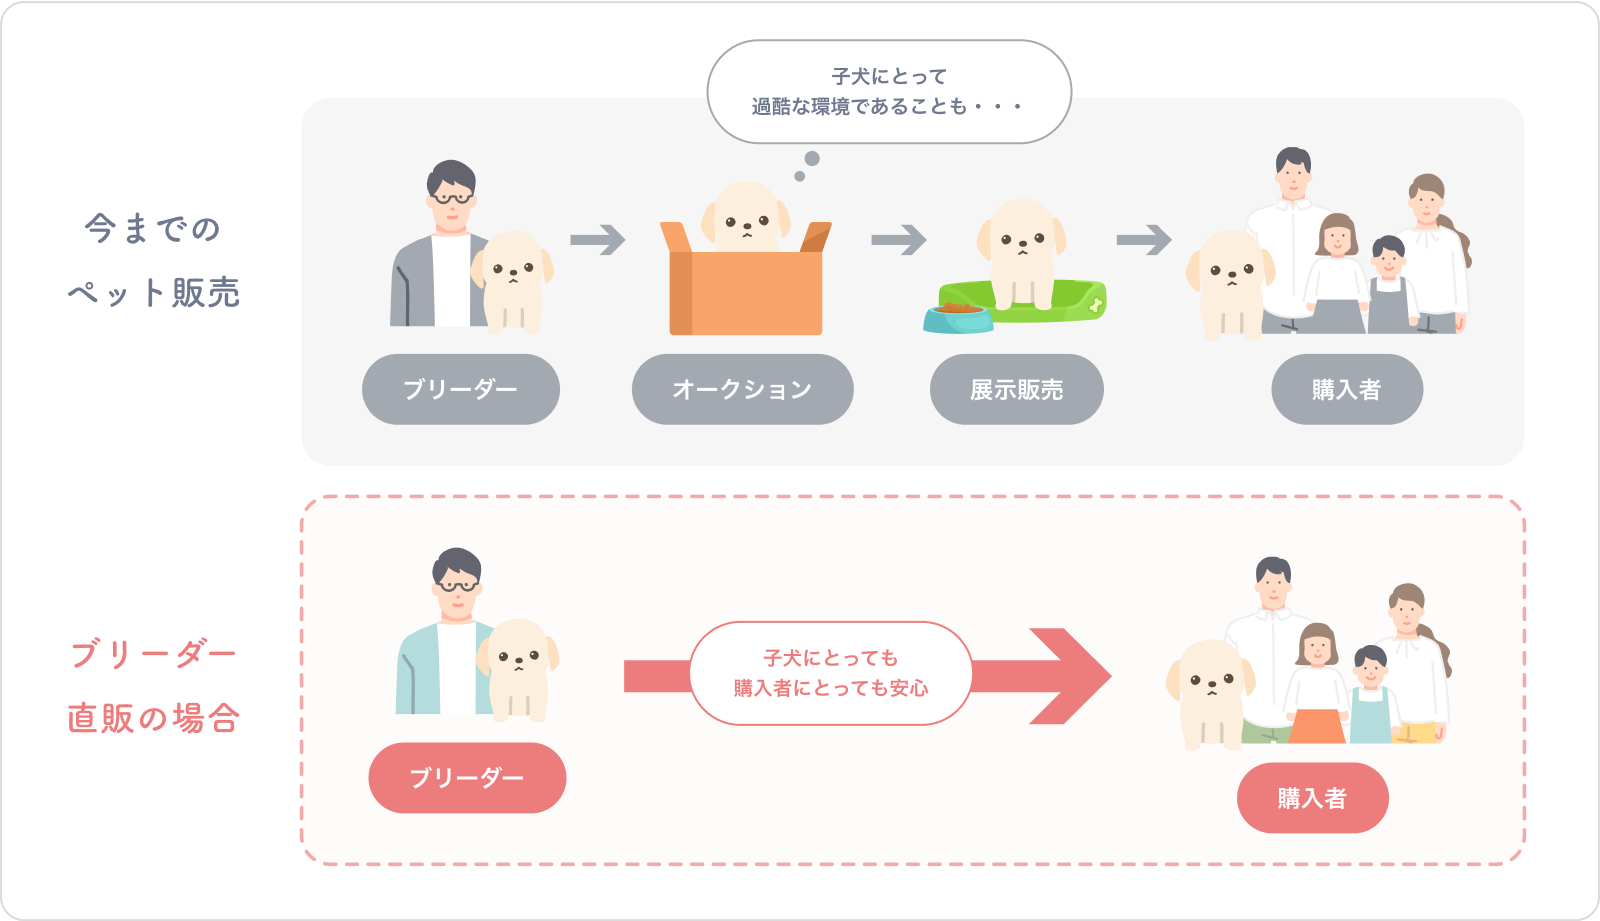 子犬にとって
過酷な環境であることも・・・
今までの
ペット販売
ブリーダー
オークション
展示販売
購入者
ブリーダー
直販の場合
子犬にとっても
購入者にとっても安心
ブリーダー
購入者